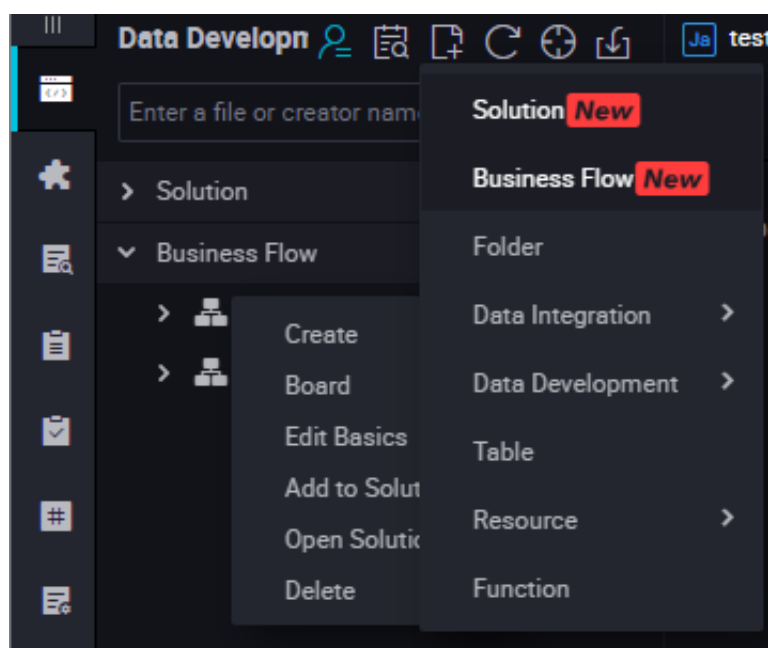 Data Developn
Ja test
Enter a file or creator nam
Solution New
Business Flow New
Solution
Business Flow
Folder
Data Integration
Data Development
Table
Resource
Function
Create
Board
Edit Basics
Add to Solut
Open Solutio
Delete